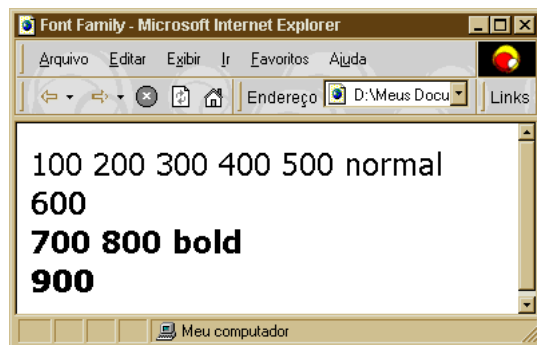 Font Family - Microsoft Internet Explorer
Arquivo Editar Exibir Ir Favoritos Ajuda
Endereço D:\Meus Docu Links
100 200 300 400 500 normal
600
700 800 bold
900
Meu computador